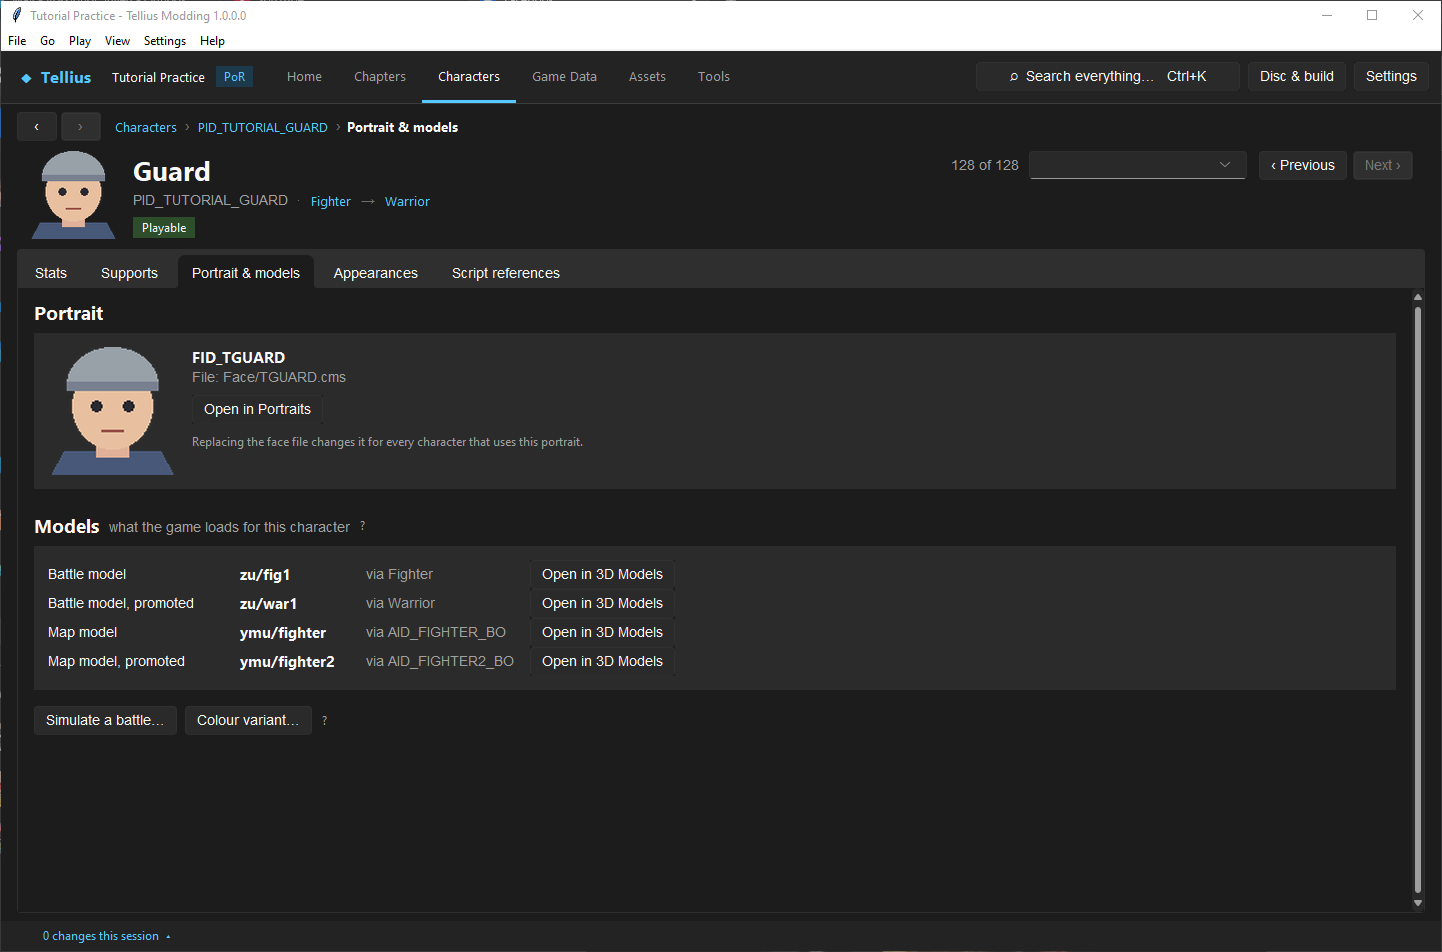 Tutorial Practice - Tellius Modding 1.0.0.0
File Go Play View Settings Help
Tellius Tutorial Practice PoR Home Chapters Characters Game Data Assets Tools Search everything... Ctrl+K Disc & build Settings
‹ › Characters › PID_TUTORIAL_GUARD › Portrait & models
Guard
128 of 128 ‹ Previous Next ›
PID_TUTORIAL_GUARD · Fighter → Warrior
Playable
Stats Supports Portrait & models Appearances Script references
Portrait
FID_TGUARD
File: Face/TGUARD.cms
Open in Portraits
Replacing the face file changes it for every character that uses this portrait.
Models what the game loads for this character ?
Battle model zu/fig1 via Fighter Open in 3D Models
Battle model, promoted zu/war1 via Warrior Open in 3D Models
Map model ymu/fighter via AID_FIGHTER_BO Open in 3D Models
Map model, promoted ymu/fighter2 via AID_FIGHTER2_BO Open in 3D Models
Simulate a battle... Colour variant... ?
0 changes this session